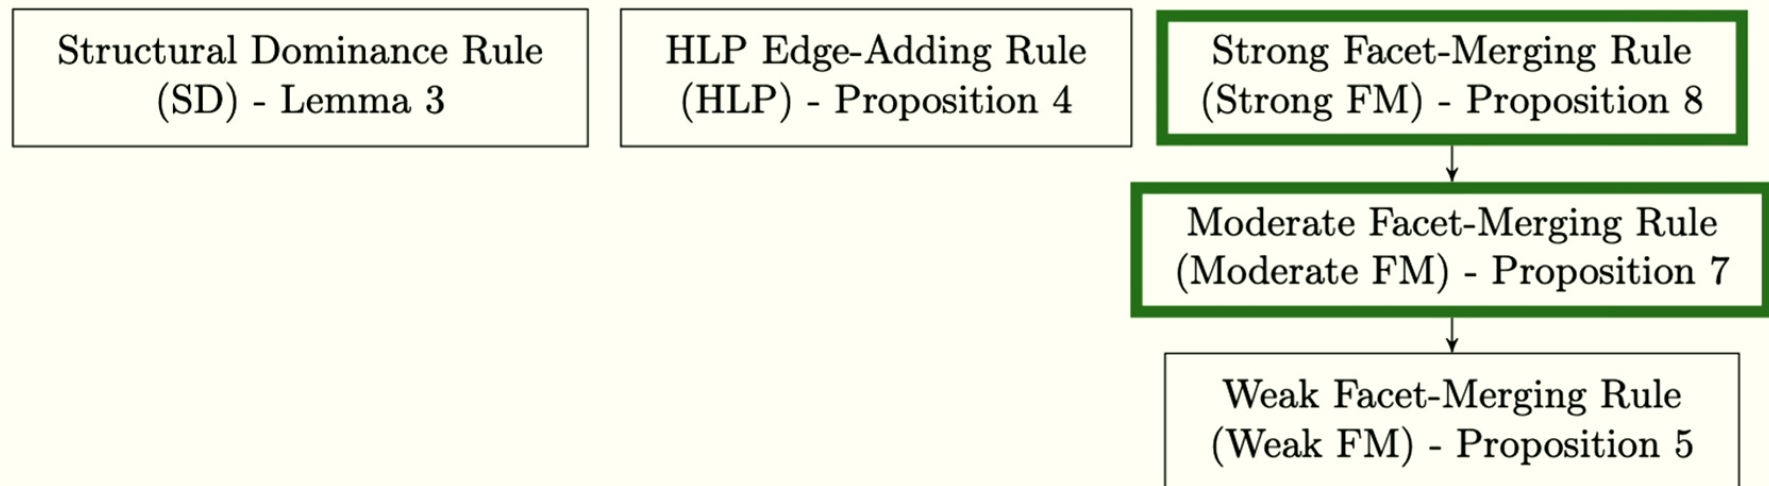 Structural Dominance Rule
(SD) - Lemma 3
HLP Edge-Adding Rule
(HLP) - Proposition 4
Strong Facet-Merging Rule
(Strong FM) - Proposition 8
Moderate Facet-Merging Rule
(Moderate FM) - Proposition 7
Weak Facet-Merging Rule
(Weak FM) - Proposition 5